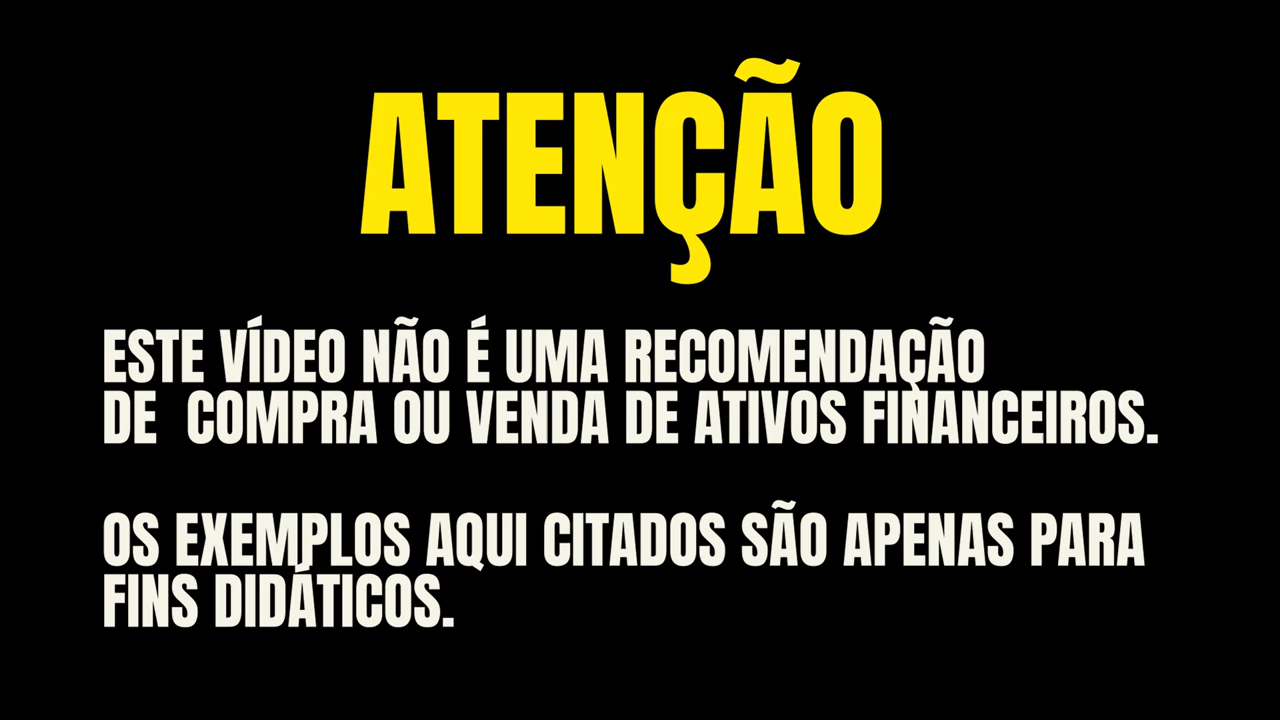 ATENÇÃO
ESTE VÍDEO NÃO É UMA RECOMENDAÇÃO
DE COMPRA OU VENDA DE ATIVOS FINANCEIROS.
OS EXEMPLOS AQUI CITADOS SÃO APENAS PARA
FINS DIDÁTICOS.